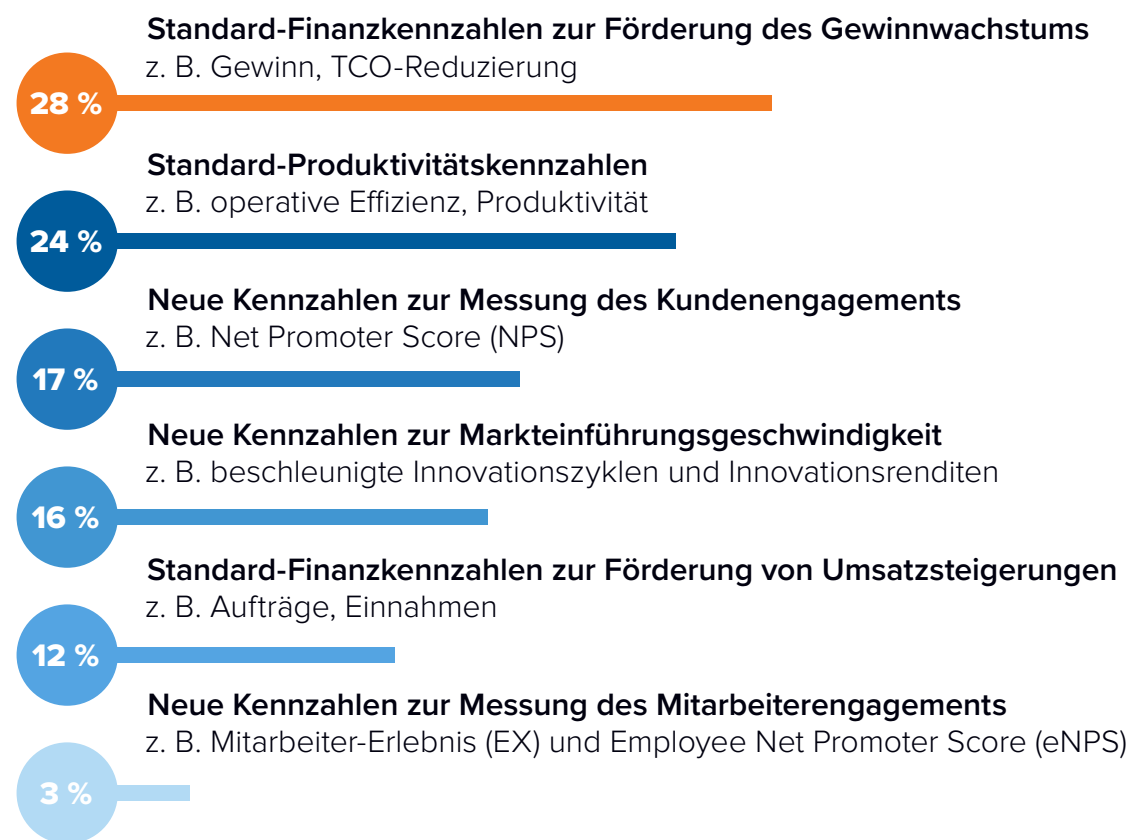 Standard-Finanzkennzahlen zur Förderung des Gewinnwachstums
z. B. Gewinn, TCO-Reduzierung
28 %
Standard-Produktivitätskennzahlen
z. B. operative Effizienz, Produktivität
24 %
Neue Kennzahlen zur Messung des Kundenengagements
z. B. Net Promoter Score (NPS)
17 %
Neue Kennzahlen zur Markteinführungsgeschwindigkeit
z. B. beschleunigte Innovationszyklen und Innovationsrenditen
16 %
Standard-Finanzkennzahlen zur Förderung von Umsatzsteigerungen
z. B. Aufträge, Einnahmen
12 %
Neue Kennzahlen zur Messung des Mitarbeiterengagements
z. B. Mitarbeiter-Erlebnis (EX) und Employee Net Promoter Score (eNPS)
3 %